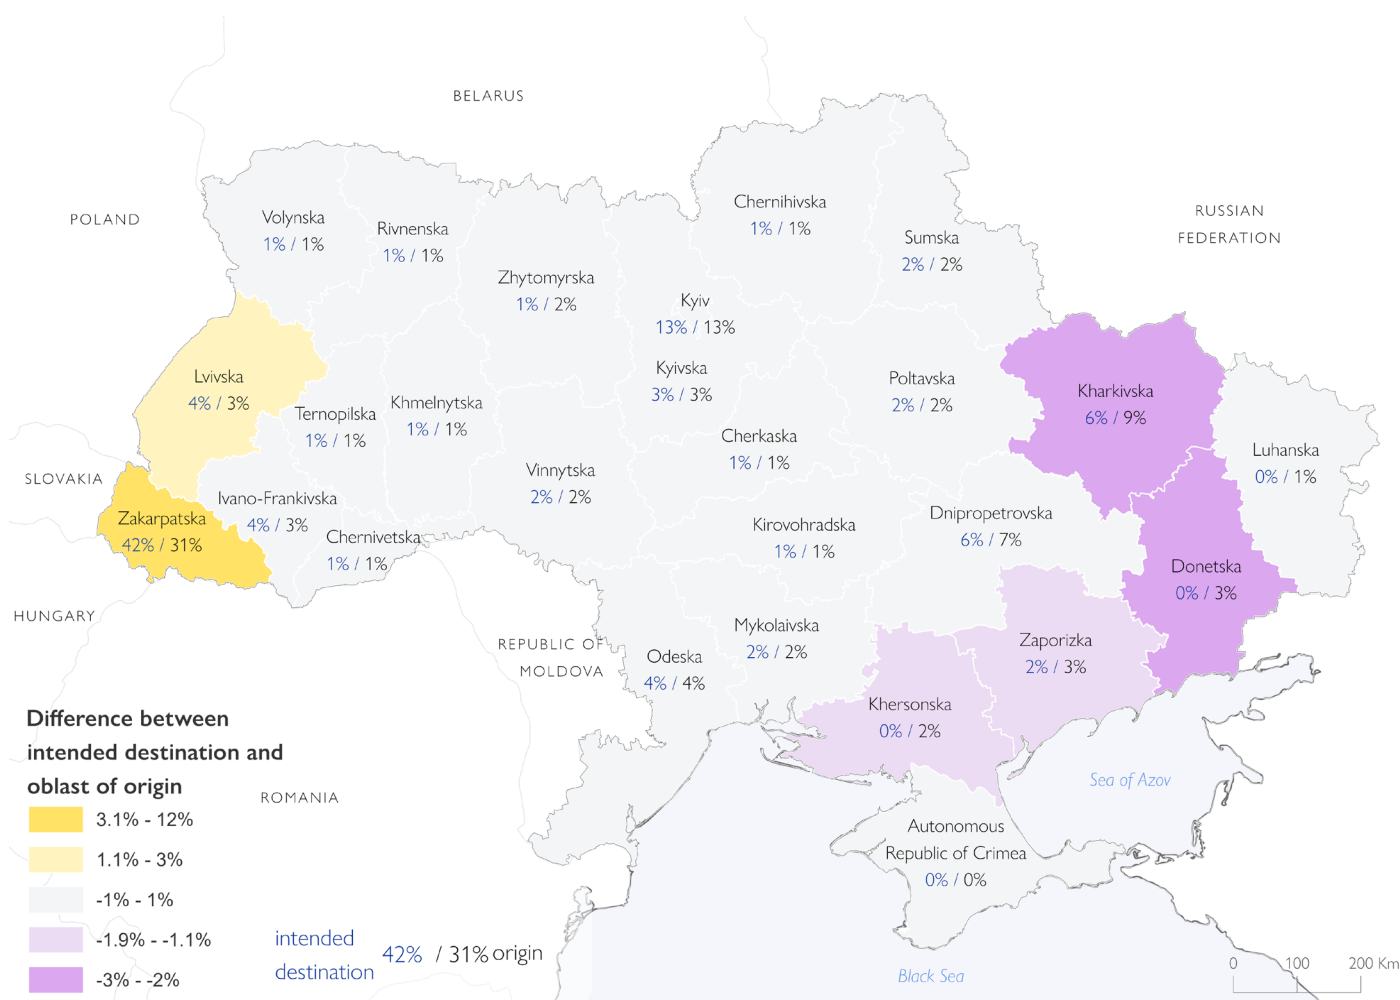 BELARUS
POLAND
RUSSIAN
FEDERATION
Volynska
1% / 1%
Rivnenska
1% / 1%
Zhytomyrska
1% / 2%
Chernihivska
1% / 1%
Sumska
2% / 2%
Kyiv
13% / 13%
Kyivska
3% / 3%
Lvivska
4% / 3%
Ternopilska
1% / 1%
Khmelnytska
1% / 1%
Poltavska
2% / 2%
Kharkivska
6% / 9%
Cherkaska
1% / 1%
Luhanska
0% / 1%
Vinnytska
2% / 2%
SLOVAKIA
Zakarpatska
42% / 31%
Ivano-Frankivska
4% / 3%
Chernivetska
1% / 1%
Kirovohradska
1% / 1%
Dnipropetrovska
6% / 7%
Donetska
0% / 3%
HUNGARY
REPUBLIC OF
MOLDOVA
Odeska
4% / 4%
Mykolaivska
2% / 2%
Zaporizka
2% / 3%
Khersonska
0% / 2%
Sea of Azov
Autonomous
Republic of Crimea
0% / 0%
ROMANIA
Black Sea
Difference between
intended destination and
oblast of origin
3.1% - 12%
1.1% - 3%
-1% - 1%
-1.9% - -1.1%
-3% - -2%
intended
destination
42% / 31% origin
0 100 200 Km